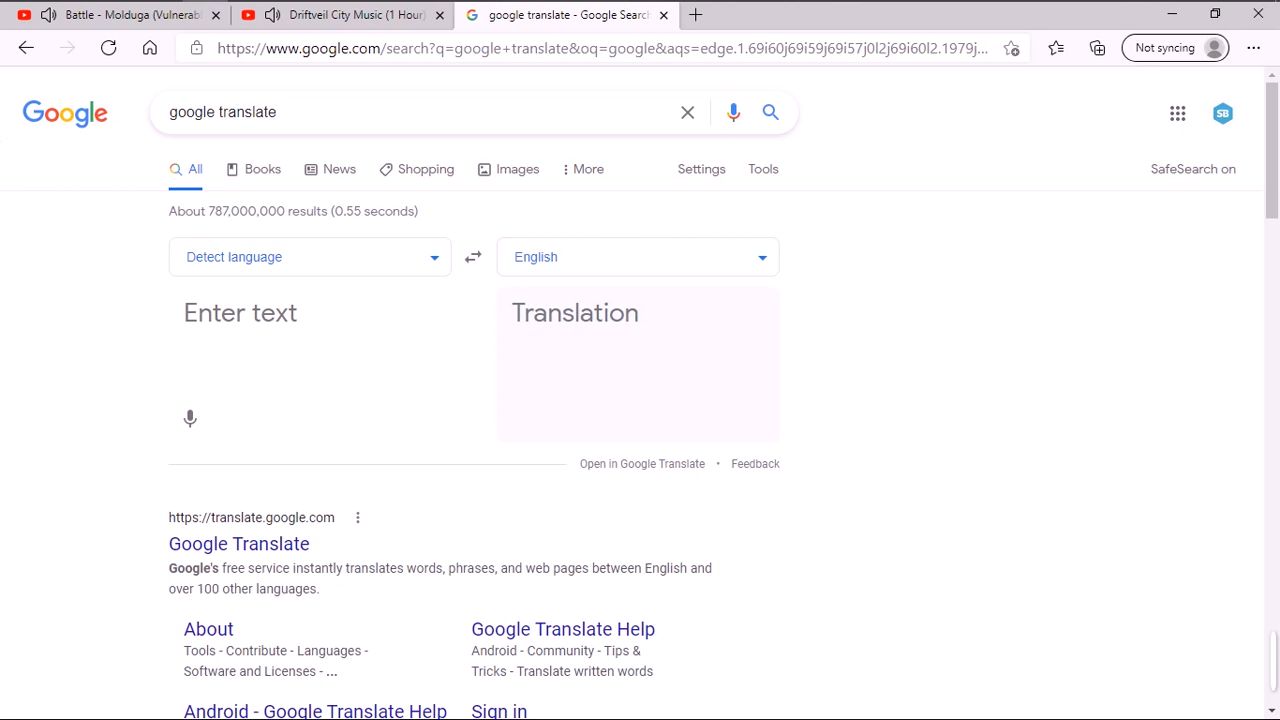 Battle - Molduga (Vulnerabl
Driftveil City Music (1 Hour)
google translate - Google Searc
https://www.google.com/search?q=google+translate&oq=google&aqs=edge.1.69i60j69i59j69i57j0l2j69i60l2.1979j...
Not syncing
Google
google translate
SB
All
Books
News
Shopping
Images
More
Settings
Tools
SafeSearch on
About 787,000,000 results (0.55 seconds)
Detect language
English
Enter text
Translation
Open in Google Translate • Feedback
https://translate.google.com
Google Translate
Google's free service instantly translates words, phrases, and web pages between English and
over 100 other languages.
About
Google Translate Help
Tools - Contribute - Languages -
Android - Community - Tips &
Software and Licenses - ...
Tricks - Translate written words
Android - Google Translate Help
Sign in